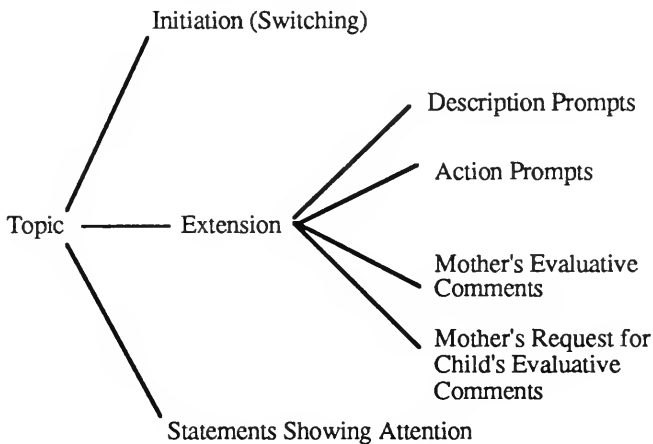 Initiation (Switching)
Description Prompts
Action Prompts
Topic
Extension
Mother's Evaluative
Comments
Mother's Request for
Child's Evaluative
Comments
Statements Showing Attention